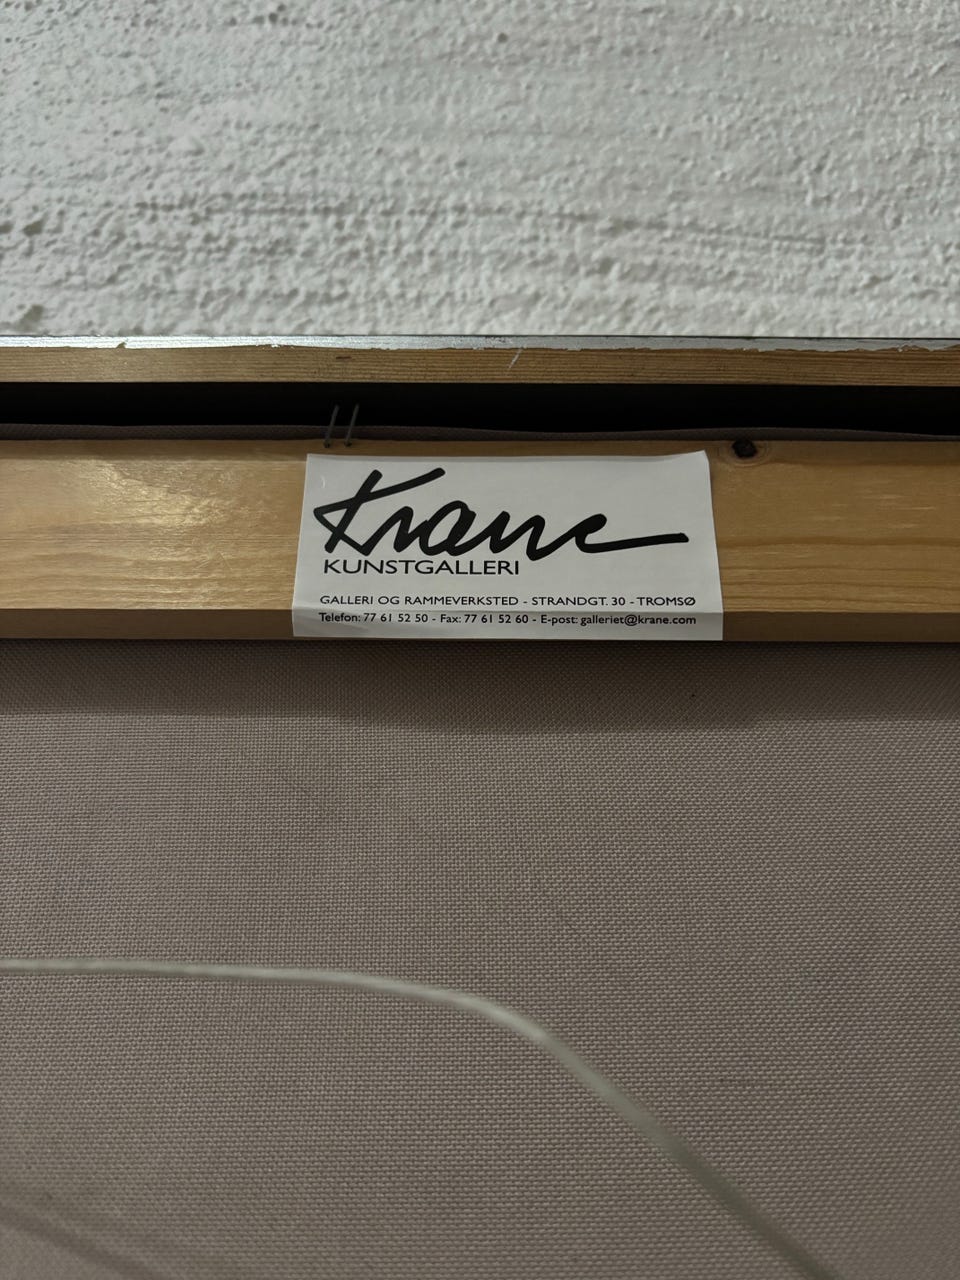 Krane
KUNSTGALLERI
GALLERI OG RAMMEVERKSTED - STRANDGT. 30 - TROMSØ
Telefon: 77 61 52 50 - Fax: 77 61 52 60 - E-post: galleriet@krane.com